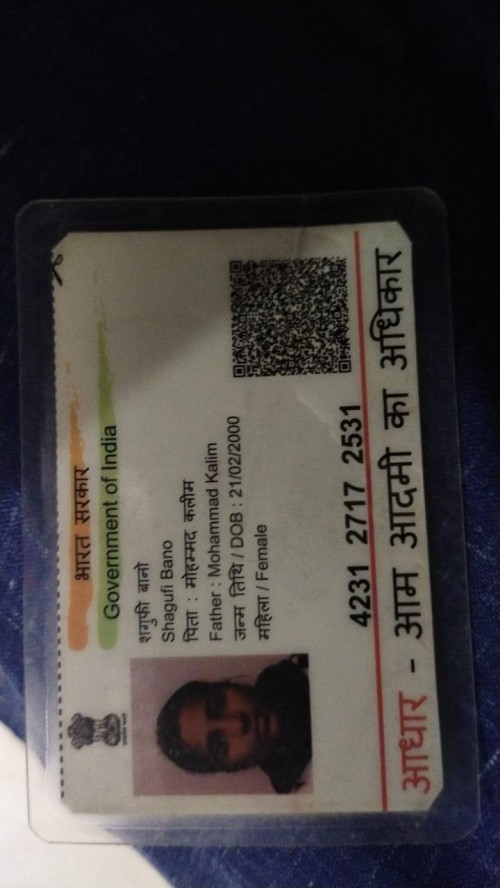 भारत सरकार
Government of India
शगुफी बानो
Shagufi Bano
पिता : मोहम्मद कलीम
Father : Mohammad Kalim
जन्म तिथि / DOB : 21/02/2000
महिला / Female
4231 2717 2531
आधार - आम आदमी का अधिकार